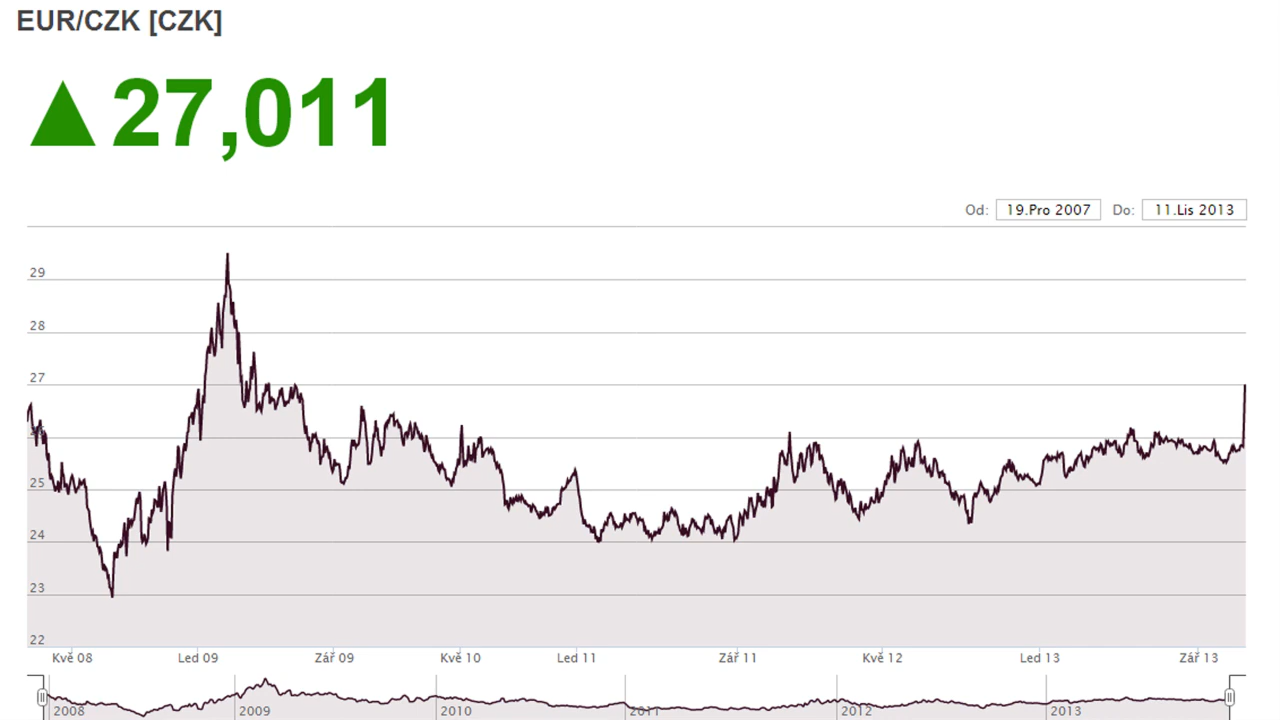 EUR/CZK [CZK]
▲27,011
Od: 19.Pro 2007 Do: 11.Lis 2013
29
28
27
26
25
24
23
22
Kvě 08 Led 09 Zář 09 Kvě 10 Led 11 Zář 11 Kvě 12 Led 13 Zář 13
2008 2009 2010 2011 2012 2013